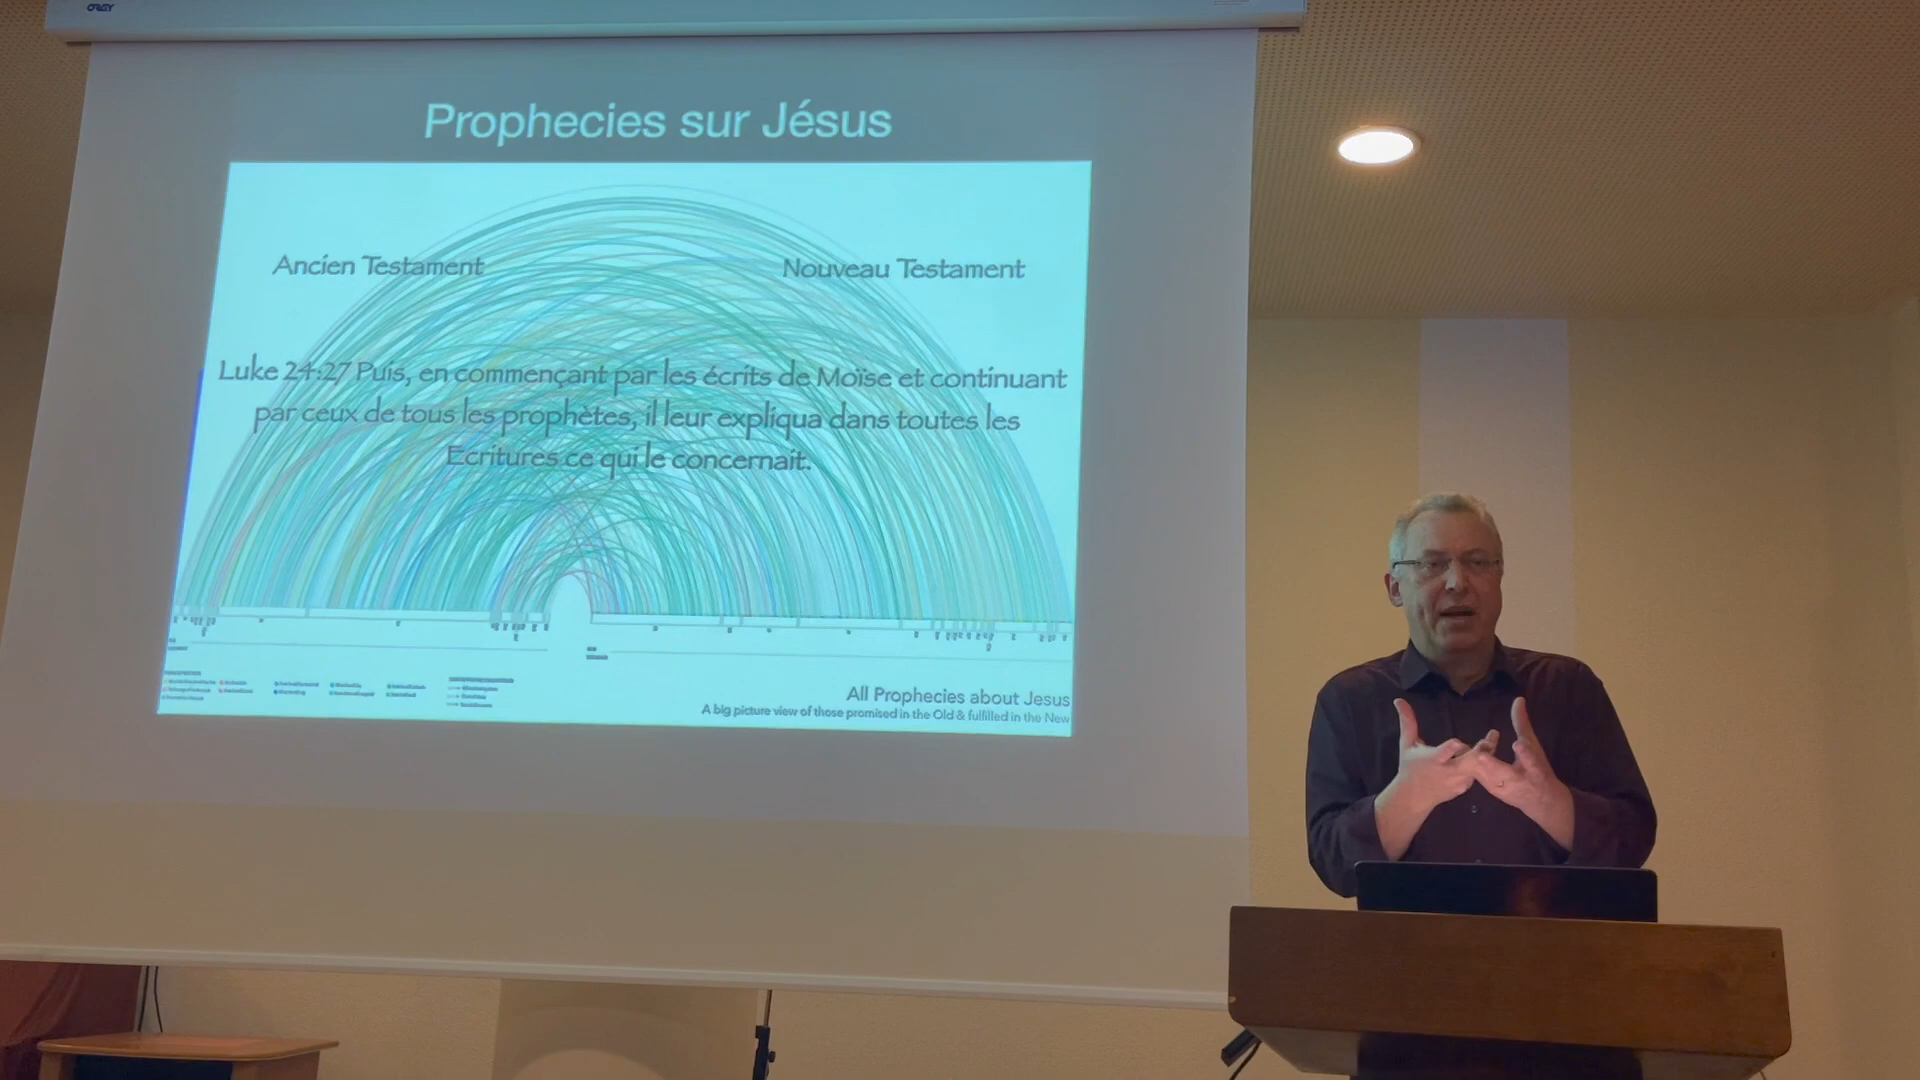 ORAY
Prophecies sur Jésus
Ancien Testament
Nouveau Testament
Luke 24:27 Puis, en commençant par les écrits de Moïse et continuant
par ceux de tous les prophètes, il leur expliqua dans toutes les
Ecritures ce qui le concernait.
All Prophecies about Jesus
A big picture view of those promised in the Old & fulfilled in the New